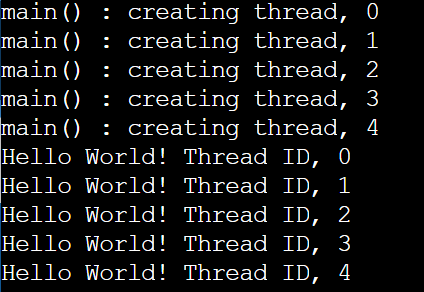 main() : creating thread, 0
main() : creating thread, 1
main() : creating thread, 2
main() : creating thread, 3
main() : creating thread, 4
Hello World! Thread ID, 0
Hello World! Thread ID, 1
Hello World! Thread ID, 2
Hello World! Thread ID, 3
Hello World! Thread ID, 4